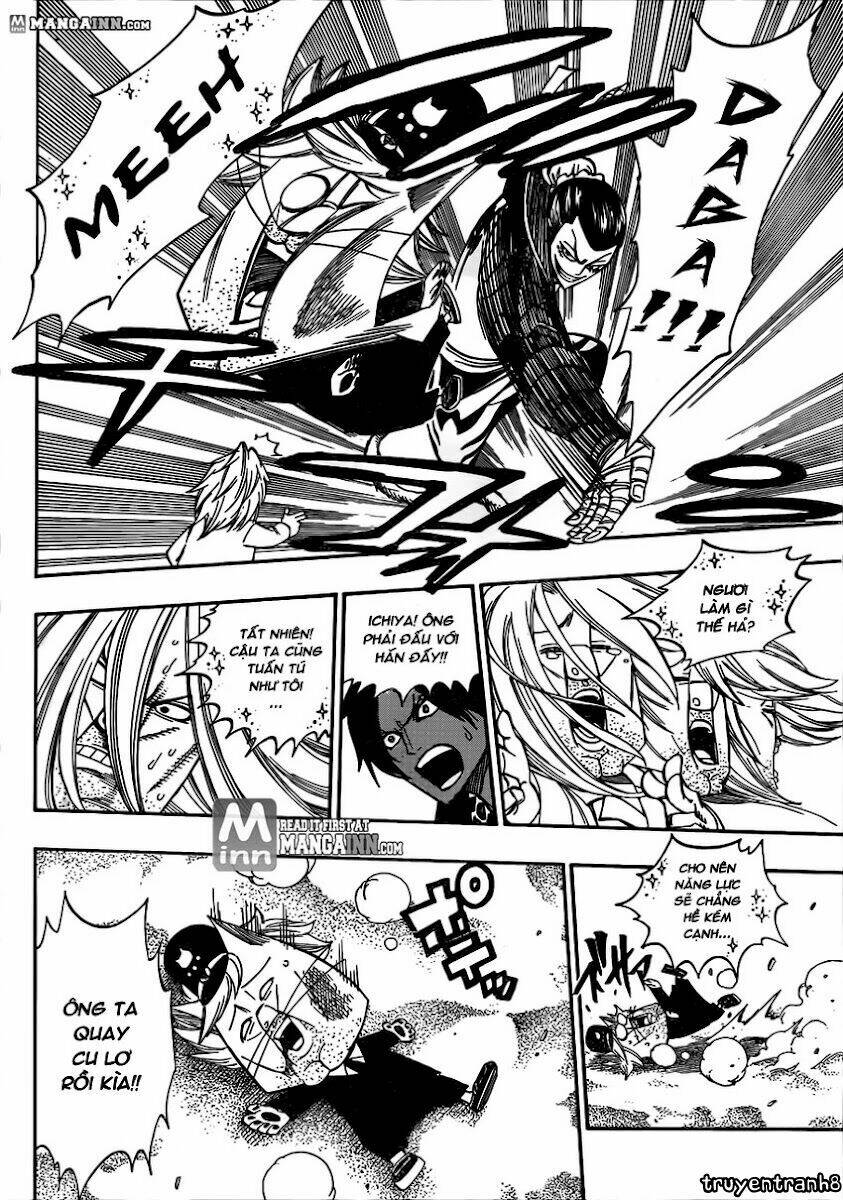 MANGAINN.COM
DABA!!!
MEEH
NGƯƠI
LÀM GÌ
THẾ HẢ?
ICHIYA! ÔNG
PHẢI ĐẤU VỚI
HẮN ĐẤY!!
TẤT NHIÊN!
CẬU TA CŨNG
TUẤN TÚ
NHƯ TÔI
...
M
inn
READ IT FIRST AT
MANGAINN.COM
CHO NÊN
NĂNG LỰC
SẼ CHẲNG
HỀ KÉM
CẠNH...
ÔNG TA
QUAY
CU LƠ
RỒI KÌA!!
truyentranh8